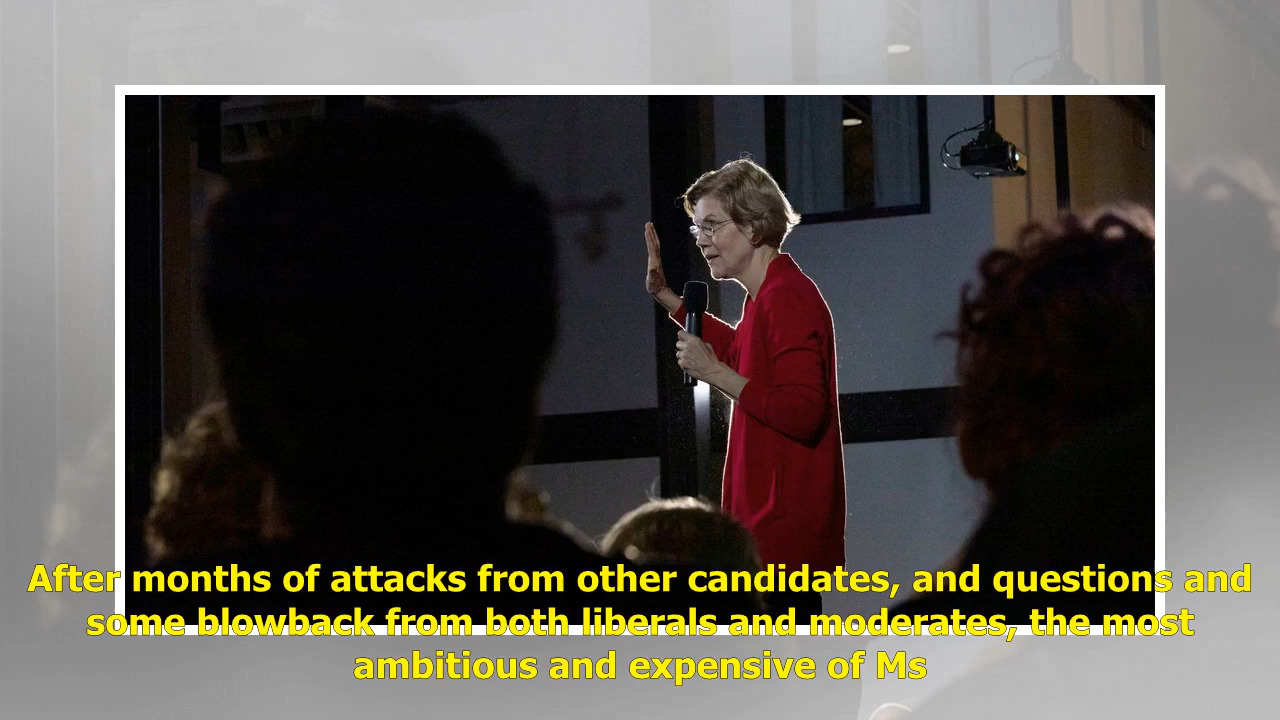 After months of attacks from other candidates, and questions and
some blowback from both liberals and moderates, the most
ambitious and expensive of Ms